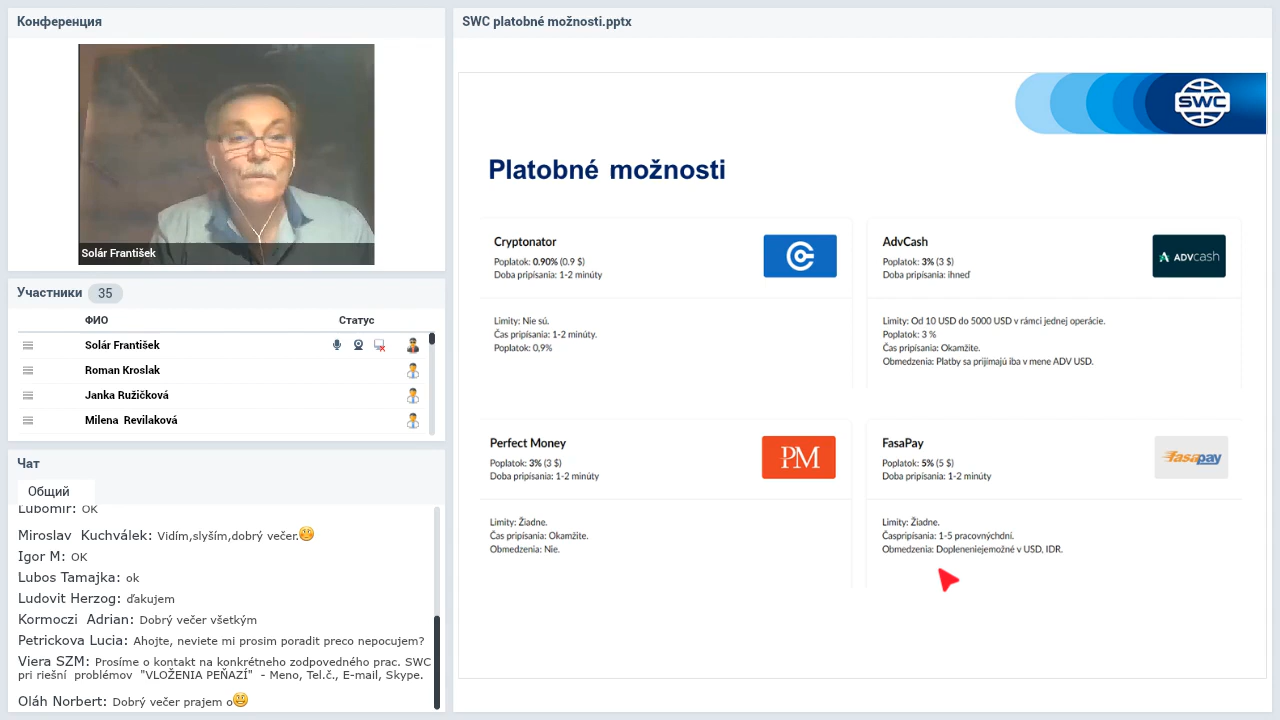 Конференция
Solár František
Участники 35
ФИО Статус
Solár František
Roman Kroslak
Janka Ružičková
Milena Revilaková
Чат
Общий
Lubomir: OK
Miroslav Kuchválek: Vidím,slyším,dobrý večer.
Igor M: OK
Lubos Tamajka: ok
Ludovit Herzog: ďakujem
Kormoczi Adrian: Dobrý večer všetkým
Petrickova Lucia: Ahojte, neviete mi prosim poradit preco nepocujem?
Viera SZM: Prosíme o kontakt na konkrétneho zodpovedného prac. SWC
pri riešní problémov "VLOŽENIA PEŇAZÍ" - Meno, Tel.č., E-mail, Skype.
Oláh Norbert: Dobrý večer prajem o
SWC platobné možnosti.pptx
SWC
Platobné možnosti
Cryptonator
Poplatok: 0.90% (0.9 $)
Doba pripísania: 1-2 minúty
Limity: Nie sú.
Čas pripísania: 1-2 minúty.
Poplatok: 0,9%
AdvCash
Poplatok: 3% (3 $)
Doba pripísania: ihneď
ADVcash
Limity: Od 10 USD do 5000 USD v rámci jednej operácie.
Poplatok: 3 %
Čas pripísania: Okamžite.
Obmedzenia: Platby sa prijímajú iba v mene ADV USD.
Perfect Money
Poplatok: 3% (3 $)
Doba pripísania: 1-2 minúty
PM
Limity: Žiadne.
Čas pripísania: Okamžite.
Obmedzenia: Nie.
FasaPay
Poplatok: 5% (5 $)
Doba pripísania: 1-2 minúty
fasapay
Limity: Žiadne.
Časpripísania: 1-5 pracovnýchdní.
Obmedzenia: Dopleneniejemožné v USD, IDR.